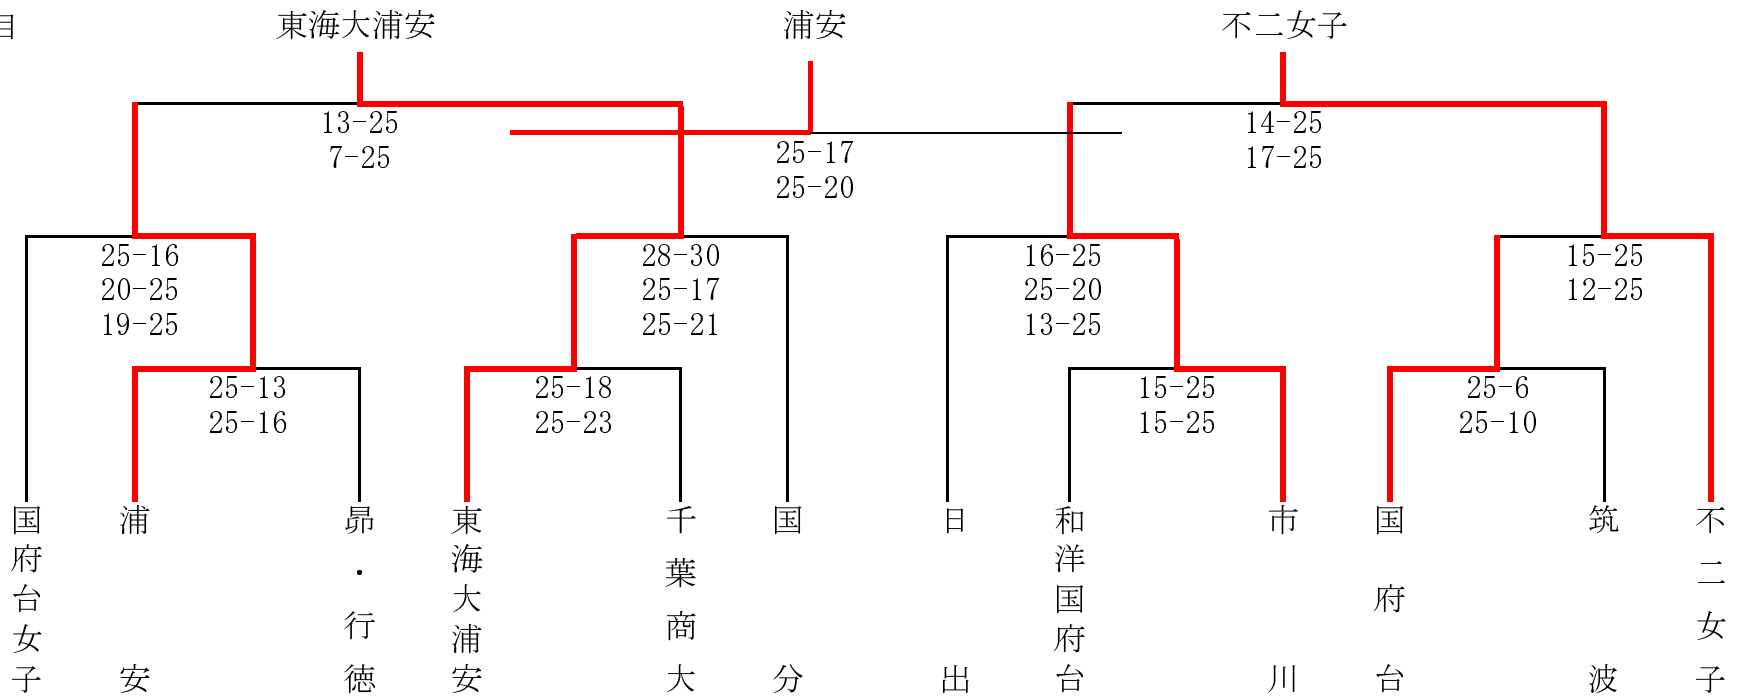 目
東海大浦安
浦安
不二女子
13-25
7-25
25-17
25-20
14-25
17-25
25-16
20-25
19-25
28-30
25-17
25-21
16-25
25-20
13-25
15-25
12-25
25-13
25-16
25-18
25-23
15-25
15-25
25-6
25-10
国府台女子
浦安
昴・行徳
東海大浦安
千葉商大
国分
日出
和洋国府台
市川
国府台
筑波
不二女子